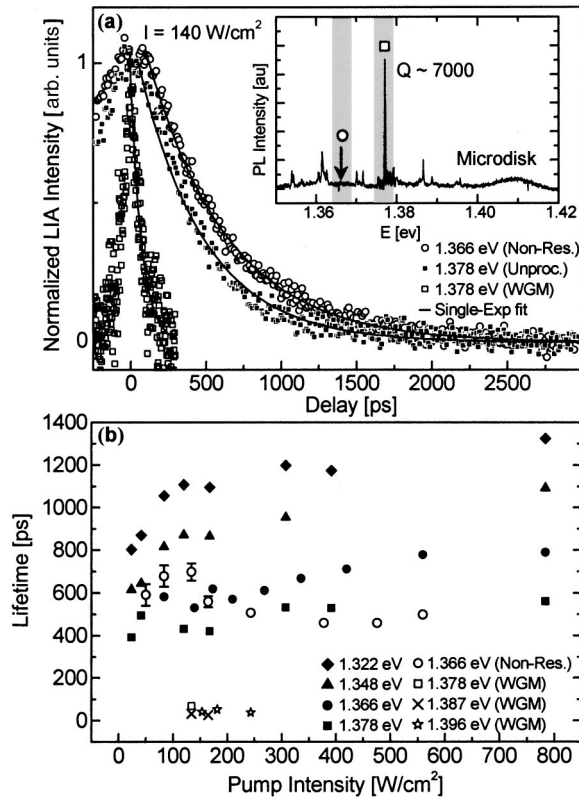 (a)
I = 140 W/cm²
Normalized LIA Intensity [arb. units]
1
0
0 500 1000 1500 2000 2500
Delay [ps]
PL Intensity [au]
Q ~ 7000
Microdisk
1.36 1.38 1.40 1.42
E [ev]
1.366 eV (Non-Res.)
1.378 eV (Unproc.)
1.378 eV (WGM)
Single-Exp fit
(b)
Lifetime [ps]
1400
1200
1000
800
600
400
200
0
1.322 eV
1.348 eV
1.366 eV
1.378 eV
1.366 eV (Non-Res.)
1.378 eV (WGM)
1.387 eV (WGM)
1.396 eV (WGM)
0 100 200 300 400 500 600 700 800
Pump Intensity [W/cm²]